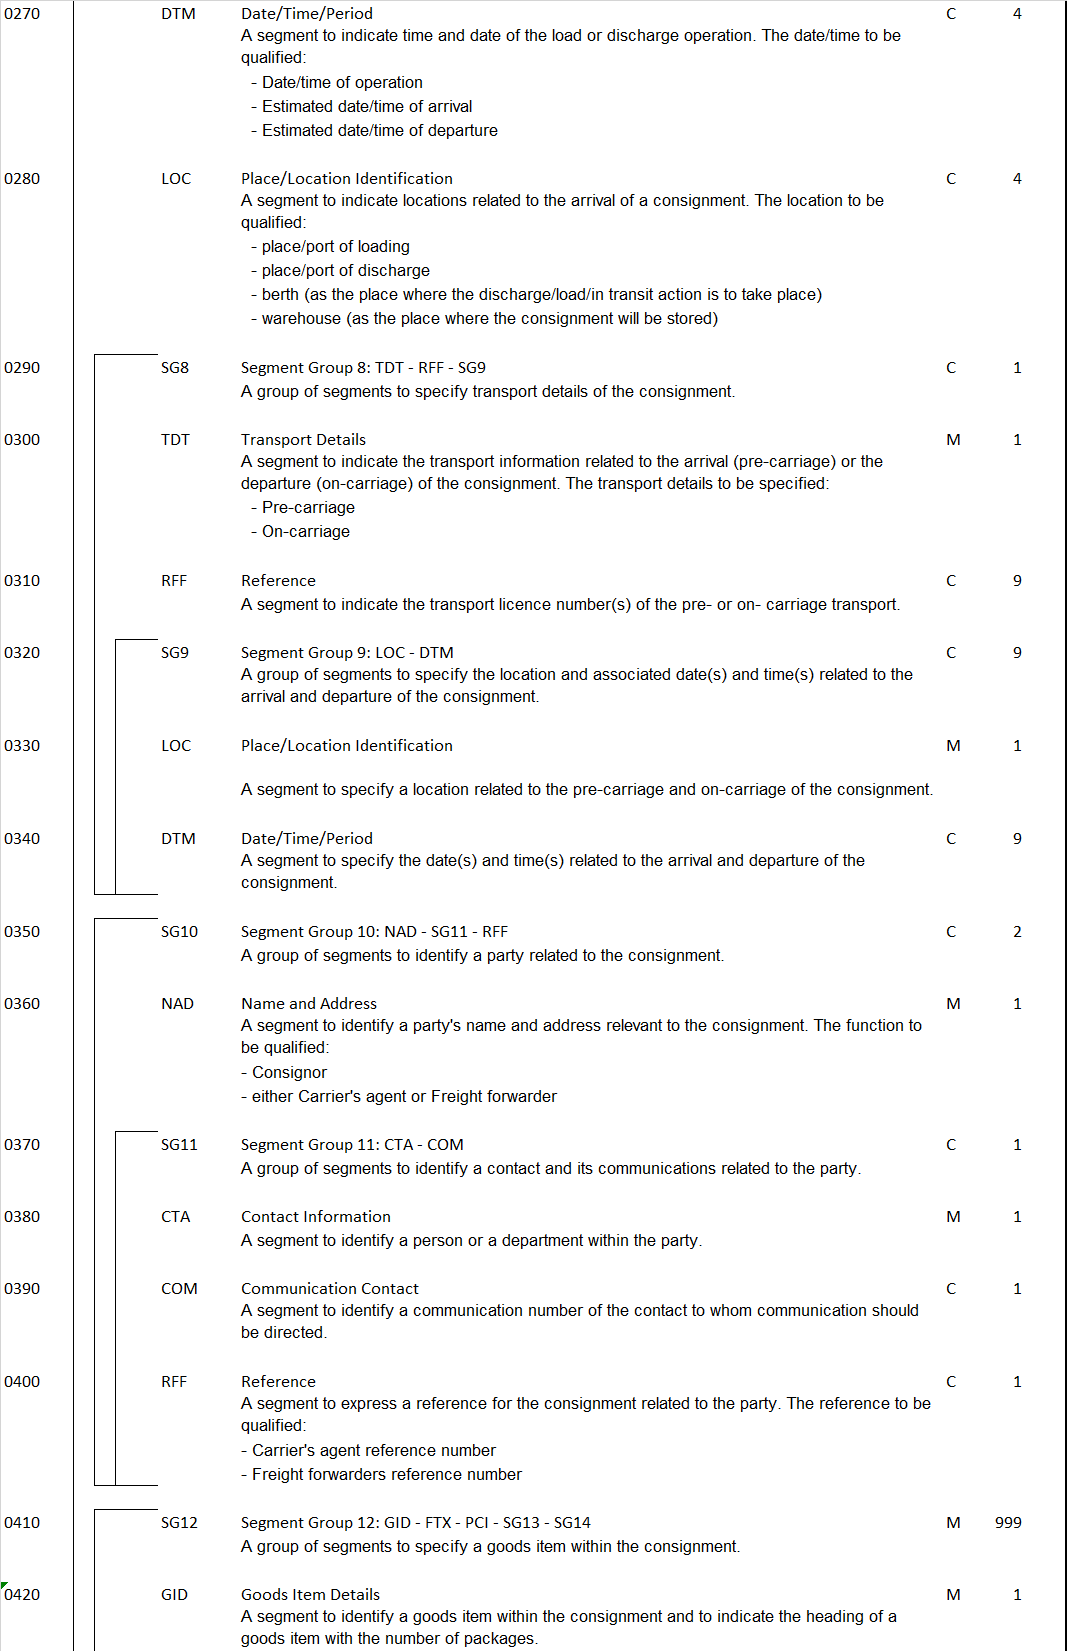 0270 DTM Date/Time/Period C 4
A segment to indicate time and date of the load or discharge operation. The date/time to be
qualified:
- Date/time of operation
- Estimated date/time of arrival
- Estimated date/time of departure
0280 LOC Place/Location Identification C 4
A segment to indicate locations related to the arrival of a consignment. The location to be
qualified:
- place/port of loading
- place/port of discharge
- berth (as the place where the discharge/load/in transit action is to take place)
- warehouse (as the place where the consignment will be stored)
0290 SG8 Segment Group 8: TDT - RFF - SG9 C 1
A group of segments to specify transport details of the consignment.
0300 TDT Transport Details M 1
A segment to indicate the transport information related to the arrival (pre-carriage) or the
departure (on-carriage) of the consignment. The transport details to be specified:
- Pre-carriage
- On-carriage
0310 RFF Reference C 9
A segment to indicate the transport licence number(s) of the pre- or on- carriage transport.
0320 SG9 Segment Group 9: LOC - DTM C 9
A group of segments to specify the location and associated date(s) and time(s) related to the
arrival and departure of the consignment.
0330 LOC Place/Location Identification M 1
A segment to specify a location related to the pre-carriage and on-carriage of the consignment.
0340 DTM Date/Time/Period C 9
A segment to specify the date(s) and time(s) related to the arrival and departure of the
consignment.
0350 SG10 Segment Group 10: NAD - SG11 - RFF C 2
A group of segments to identify a party related to the consignment.
0360 NAD Name and Address M 1
A segment to identify a party's name and address relevant to the consignment. The function to
be qualified:
- Consignor
- either Carrier's agent or Freight forwarder
0370 SG11 Segment Group 11: CTA - COM C 1
A group of segments to identify a contact and its communications related to the party.
0380 CTA Contact Information M 1
A segment to identify a person or a department within the party.
0390 COM Communication Contact C 1
A segment to identify a communication number of the contact to whom communication should
be directed.
0400 RFF Reference C 1
A segment to express a reference for the consignment related to the party. The reference to be
qualified:
- Carrier's agent reference number
- Freight forwarders reference number
0410 SG12 Segment Group 12: GID - FTX - PCI - SG13 - SG14 M 999
A group of segments to specify a goods item within the consignment.
0420 GID Goods Item Details M 1
A segment to identify a goods item within the consignment and to indicate the heading of a
goods item with the number of packages.